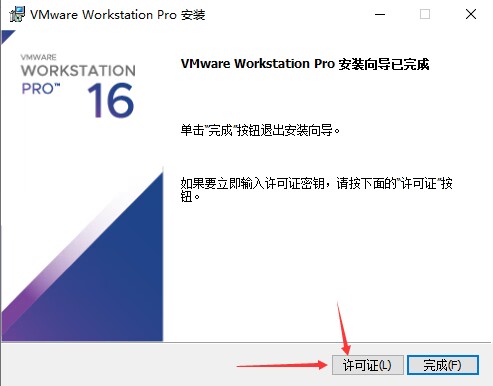 VMware Workstation Pro 安装
VMWARE
WORKSTATION
PRO™ 16
VMware Workstation Pro 安装向导已完成
单击"完成"按钮退出安装向导。
如果要立即输入许可证密钥，请按下面的"许可证"按
钮。
许可证(L)
完成(F)